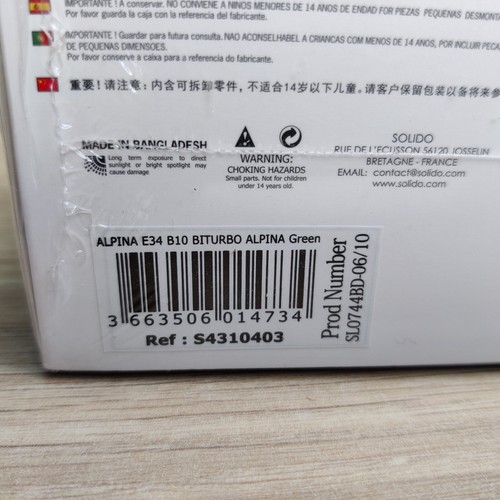 IMPORTANTE ! A conservar. NO CONVIENE A NINOS MENORES DE 14 ANOS DE ENDAD FOR PIEZAS PEQUENAS
Por favor guarda la caja con la referencia del fabricante.
IMPORTANTE ! Guardar para futura consulta. NAO ACONSELHABEL A CRIANCAS COM MENOS DE 14 ANOS, POR INCLUIR
DE PEQUENAS DIMENSOES.
Por favor conserve a caixa para a referencia do fabricante.
重要！请注意：内含可拆卸零件，不适合14岁以下儿童。请客户保留包装以备将来参
MADE IN BANGLADESH
Long term exposure to direct
sunlight or bright spotlight may
cause damage
WARNING:
CHOKING HAZARDS
Small parts. Not for children
under 14 years old.
SOLIDO
RUE DE L'ECUSSON 56120 JOSSELIN
BRETAGNE - FRANCE
EMAIL: contact@solido.com
www.solido.com
ALPINA E34 B10 BITURBO ALPINA Green
3 663506 014734
Ref : S4310403
Prod Number
SL0744BD-06/10